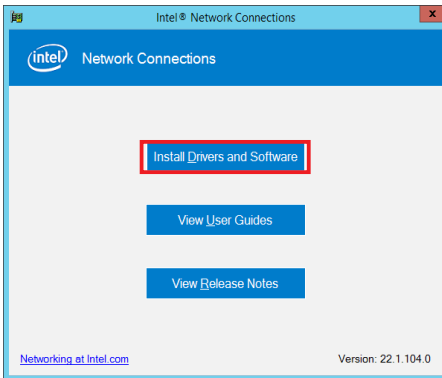 Intel® Network Connections
x
intel Network Connections
Install Drivers and Software
View User Guides
View Release Notes
Networking at Intel.com Version: 22.1.104.0